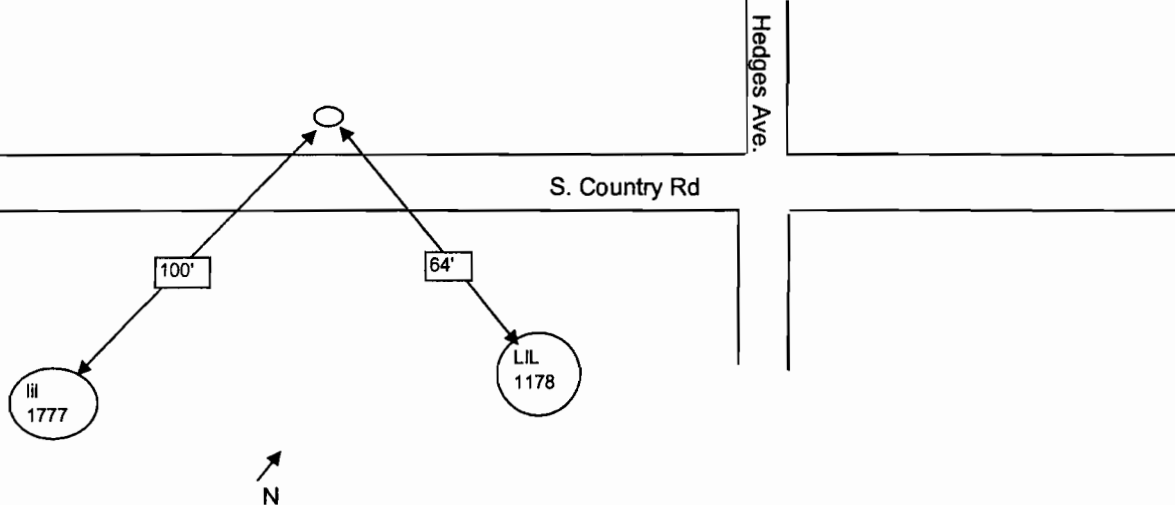 Hedges Ave.
S. Country Rd
100'
64'
lil
1777
LIL
1178
N